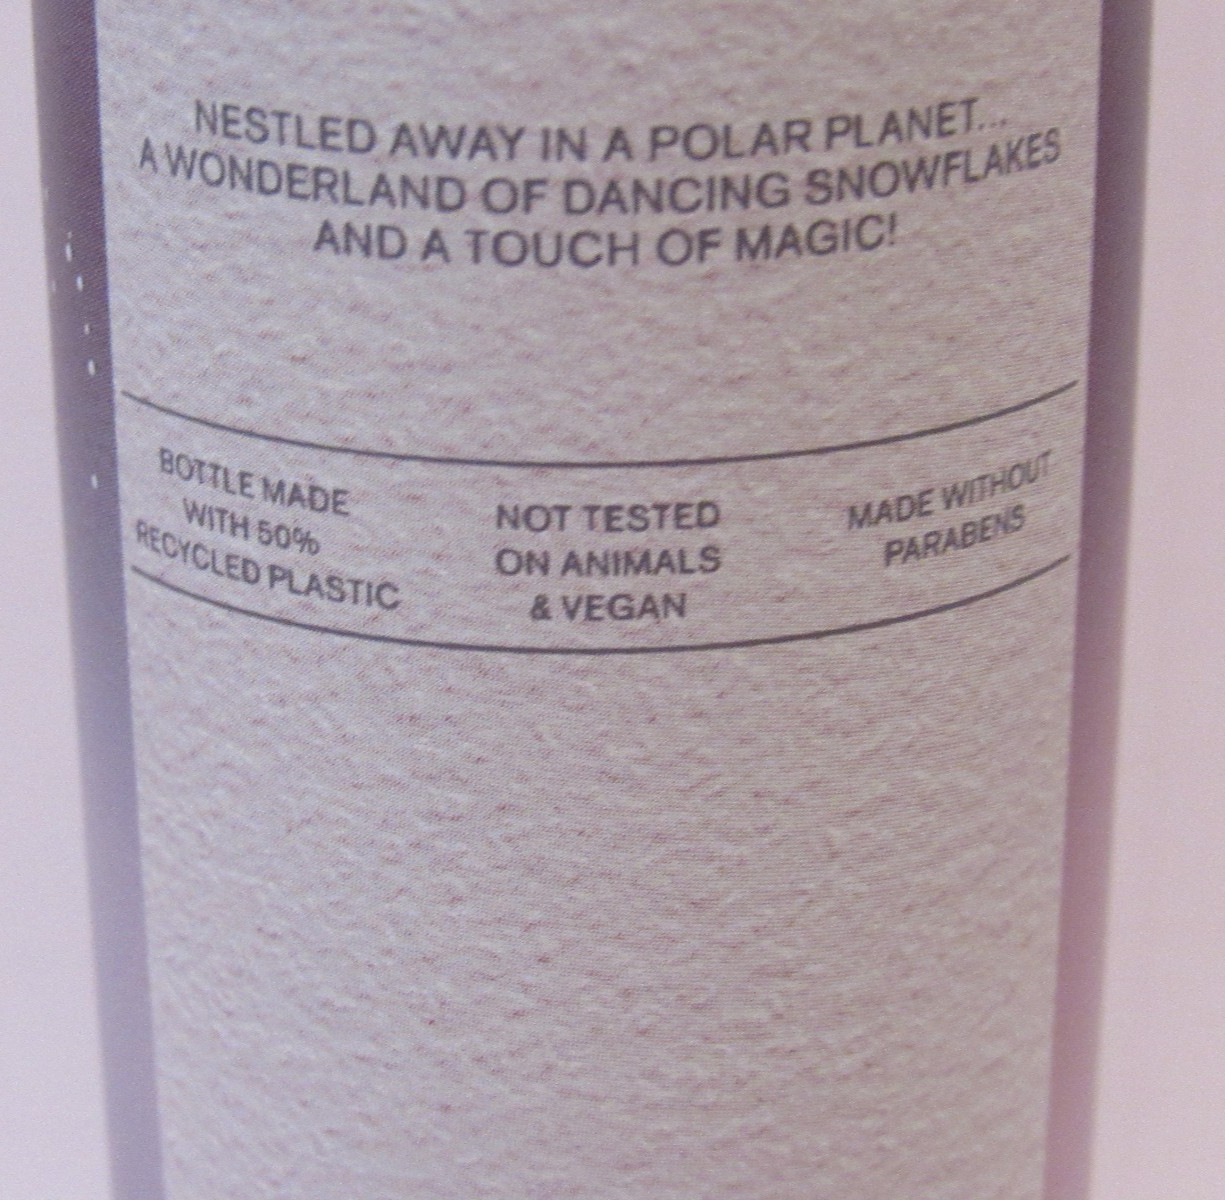 NESTLED AWAY IN A POLAR PLANET...
A WONDERLAND OF DANCING SNOWFLAKES
AND A TOUCH OF MAGIC!
BOTTLE MADE
WITH 50%
RECYCLED PLASTIC
NOT TESTED
ON ANIMALS
& VEGAN
MADE WITHOUT
PARABENS